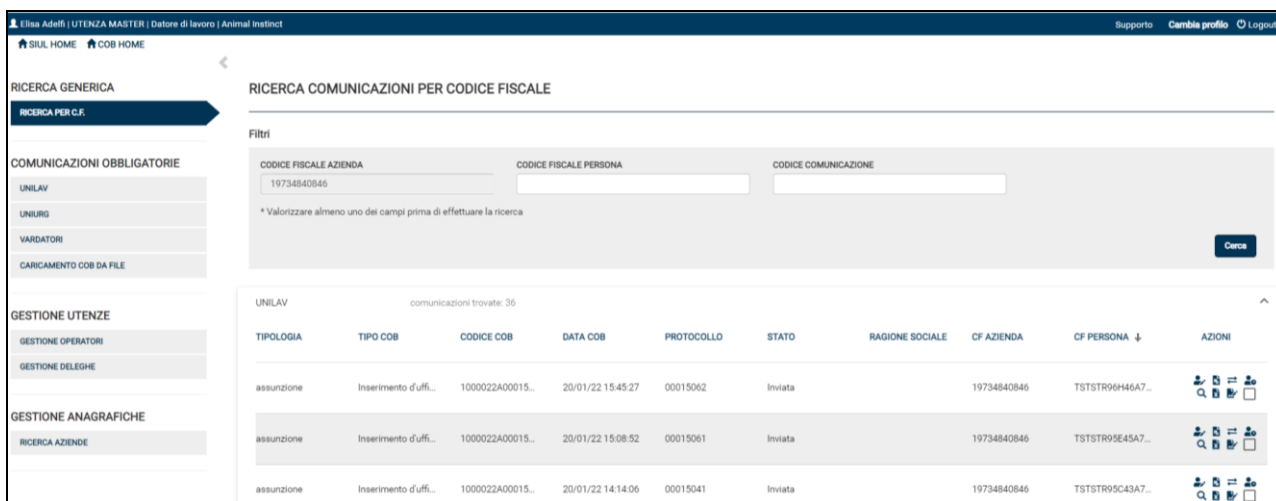 Elisa Adelfi | UTENZA MASTER | Datore di lavoro | Animal Instinct
Supporto Cambia profilo Logout
SIUL HOME COB HOME
RICERCA GENERICA
RICERCA PER C.F.
COMUNICAZIONI OBBLIGATORIE
UNILAV
UNIURG
VARDATORI
CARICAMENTO COB DA FILE
GESTIONE UTENZE
GESTIONE OPERATORI
GESTIONE DELEGHE
GESTIONE ANAGRAFICHE
RICERCA AZIENDE
RICERCA COMUNICAZIONI PER CODICE FISCALE
Filtri
CODICE FISCALE AZIENDA CODICE FISCALE PERSONA CODICE COMUNICAZIONE
19734840846
* Valorizzare almeno uno dei campi prima di effettuare la ricerca
Cerca
UNILAV comunicazioni trovate: 36
TIPOLOGIA TIPO COB CODICE COB DATA COB PROTOCOLLO STATO RAGIONE SOCIALE CF AZIENDA CF PERSONA AZIONI
assunzione Inserimento d'uffi... 1000022A00015... 20/01/22 15:45:27 00015062 Inviata 19734840846 TSTSTR96H46A7...
assunzione Inserimento d'uffi... 1000022A00015... 20/01/22 15:08:52 00015061 Inviata 19734840846 TSTSTR95E45A7...
assunzione Inserimento d'uffi... 1000022A00015... 20/01/22 14:14:06 00015041 Inviata 19734840846 TSTSTR95C43A7...